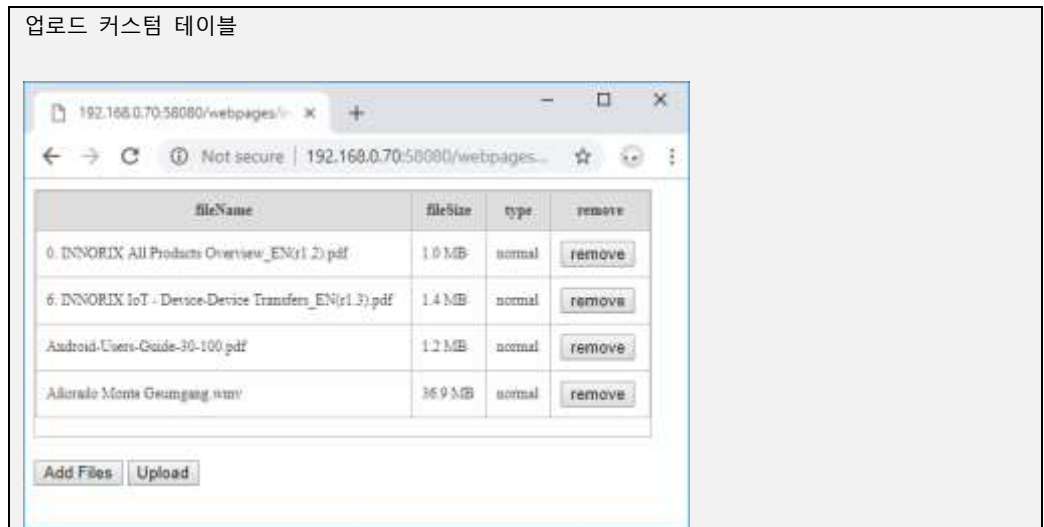 업로드 커스텀 테이블
192.168.0.70:58080/webpages/i
Not secure | 192.168.0.70:58080/webpages...
fileName fileSize type remove
0. INNORIX All Products Overview_EN(r1.2).pdf 1.0 MB normal remove
6. INNORIX IoT - Device-Device Transfers_EN(r1.3).pdf 1.4 MB normal remove
Android-Users-Guide-30-100.pdf 1.2 MB normal remove
Monts Geumgang.wmv 36.9 MB normal remove
Add Files Upload